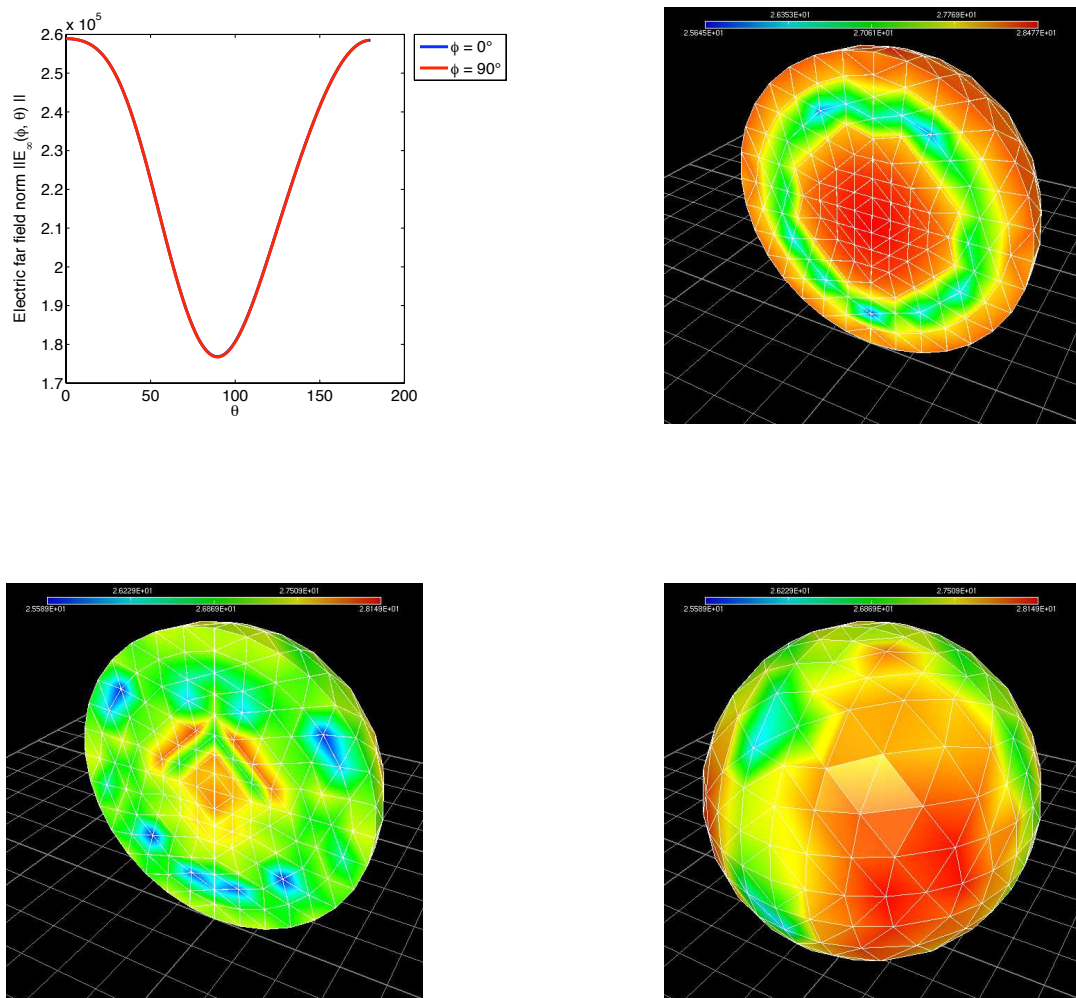 x 10^5
2.6
2.5
2.4
2.3
2.2
2.1
2
1.9
1.8
1.7
0 50 100 150 200
θ
Electric far field norm ||E_∞(ϕ, θ) ||
ϕ = 0°
ϕ = 90°
2.6353E+01 2.7769E+01
2.5645E+01 2.7061E+01 2.8477E+01
2.6229E+01 2.7509E+01
2.5589E+01 2.6869E+01 2.8149E+01
2.6229E+01 2.7509E+01
2.5589E+01 2.6869E+01 2.8149E+01